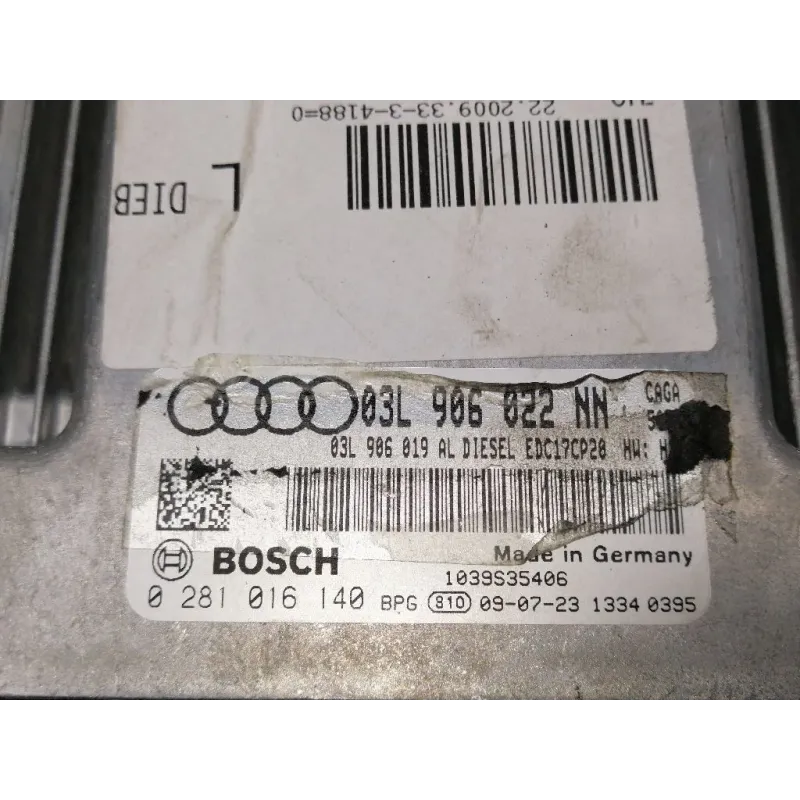 22.2009.33-3-4188=0
DIEB
L
03L 906 022 NN CAGA
03L 906 019 AL DIESEL EDC17CP20 HW: H
BOSCH Made in Germany
1039S35406
0 281 016 140 BPG 810 09-07-23 1334 0395